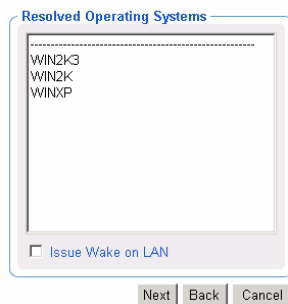 Resolved Operating Systems
--------------------------------------------------------
WIN2K3
WIN2K
WINXP
Issue Wake on LAN
Next Back Cancel